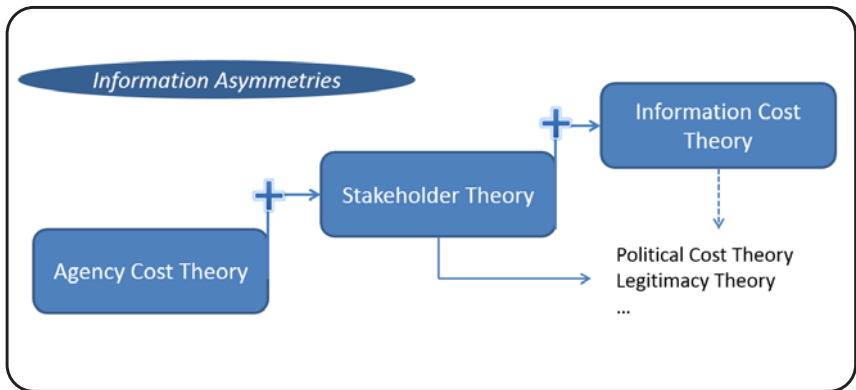 Information Asymmetries
Information Cost
Theory
Stakeholder Theory
Agency Cost Theory
Political Cost Theory
Legitimacy Theory
...